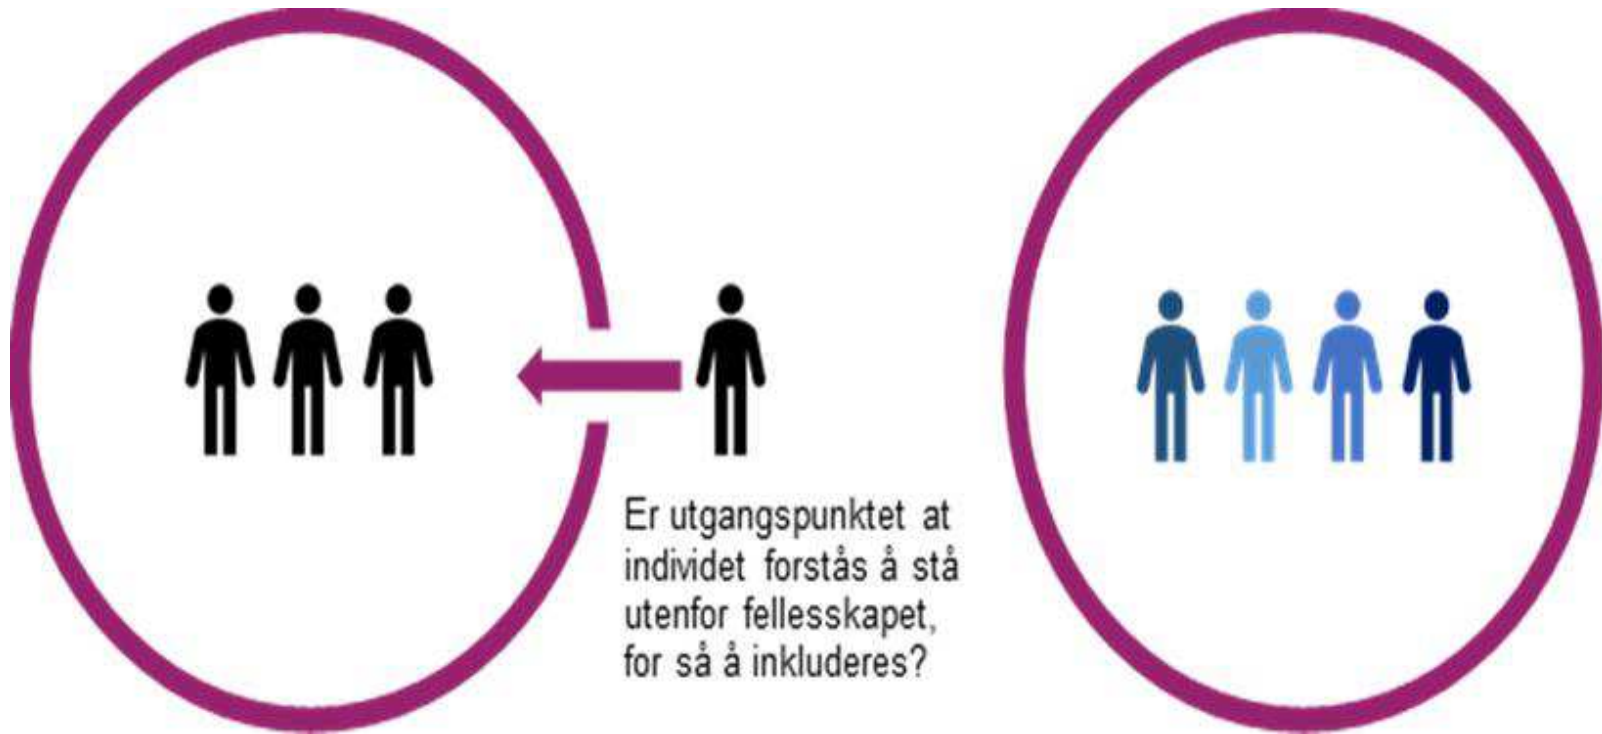 Er utgangspunktet at
individet forstås å stå
utenfor fellesskapet,
for så å inkluderes?